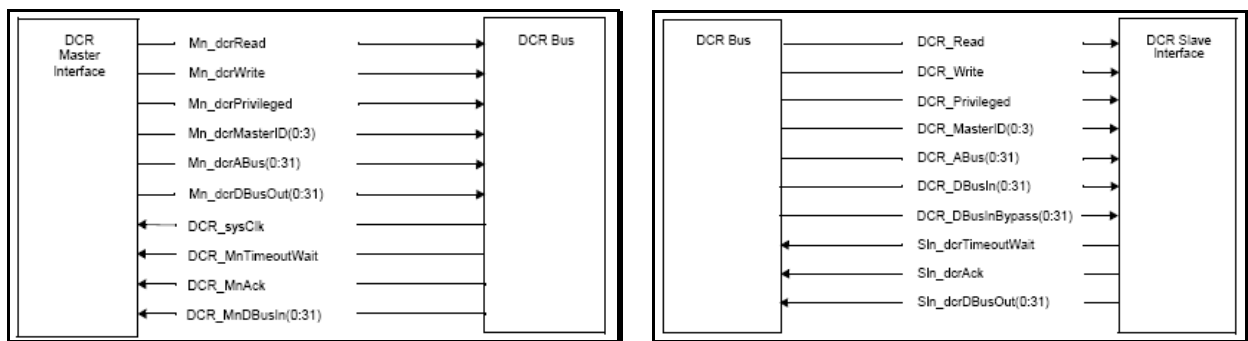 DCR
Master
Interface
Mn_dcrRead
Mn_dcrWrite
Mn_dcrPrivileged
Mn_dcrMasterID(0:3)
Mn_dcrABus(0:31)
Mn_dcrDBusOut(0:31)
DCR_sysClk
DCR_MnTimeoutWait
DCR_MnAck
DCR_MnDBusIn(0:31)
DCR Bus
DCR Bus
DCR_Read
DCR_Write
DCR_Privileged
DCR_MasterID(0:3)
DCR_ABus(0:31)
DCR_DBusIn(0:31)
DCR_DBusInBypass(0:31)
Sln_dcrTimeoutWait
Sln_dcrAck
Sln_dcrDBusOut(0:31)
DCR Slave
Interface